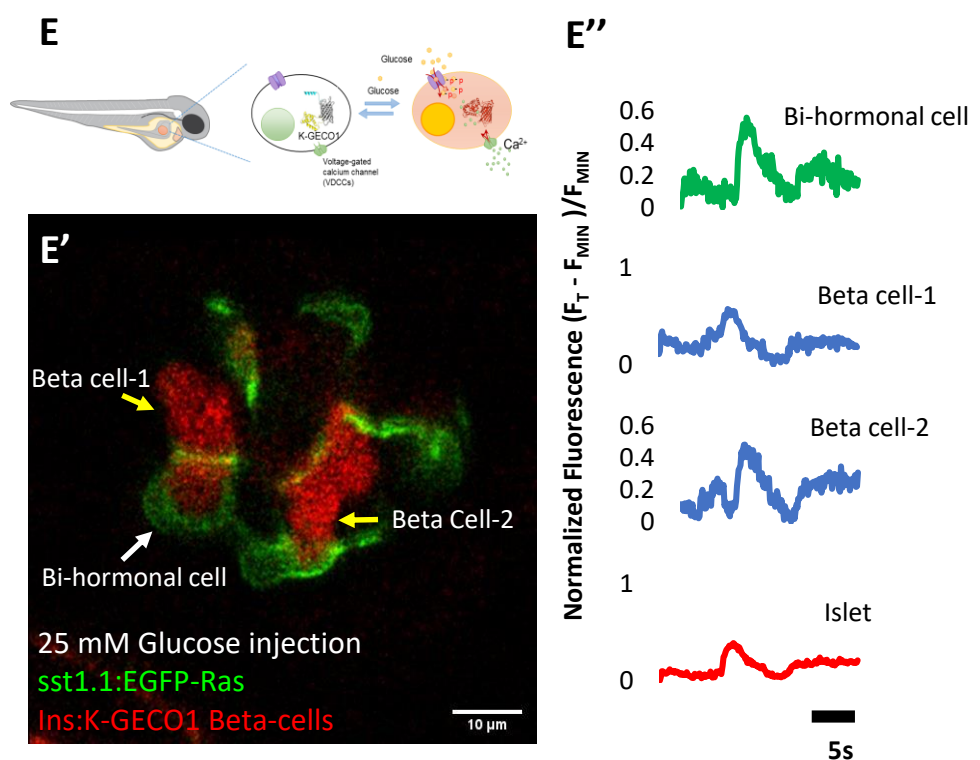 E
Glucose
Glucose
K-GECO1
Ca2+
Voltage-gated
calcium channel
(VDCCs)
E'
Beta cell-1
Beta Cell-2
Bi-hormonal cell
25 mM Glucose injection
sst1.1:EGFP-Ras
Ins:K-GECO1 Beta-cells
10 µm
E''
Normalized Fluorescence (FT - FMIN )/FMIN
0.6
0.4
0.2
0
Bi-hormonal cell
1
0
Beta cell-1
0.6
0.4
0.2
0
Beta cell-2
1
0
Islet
5s